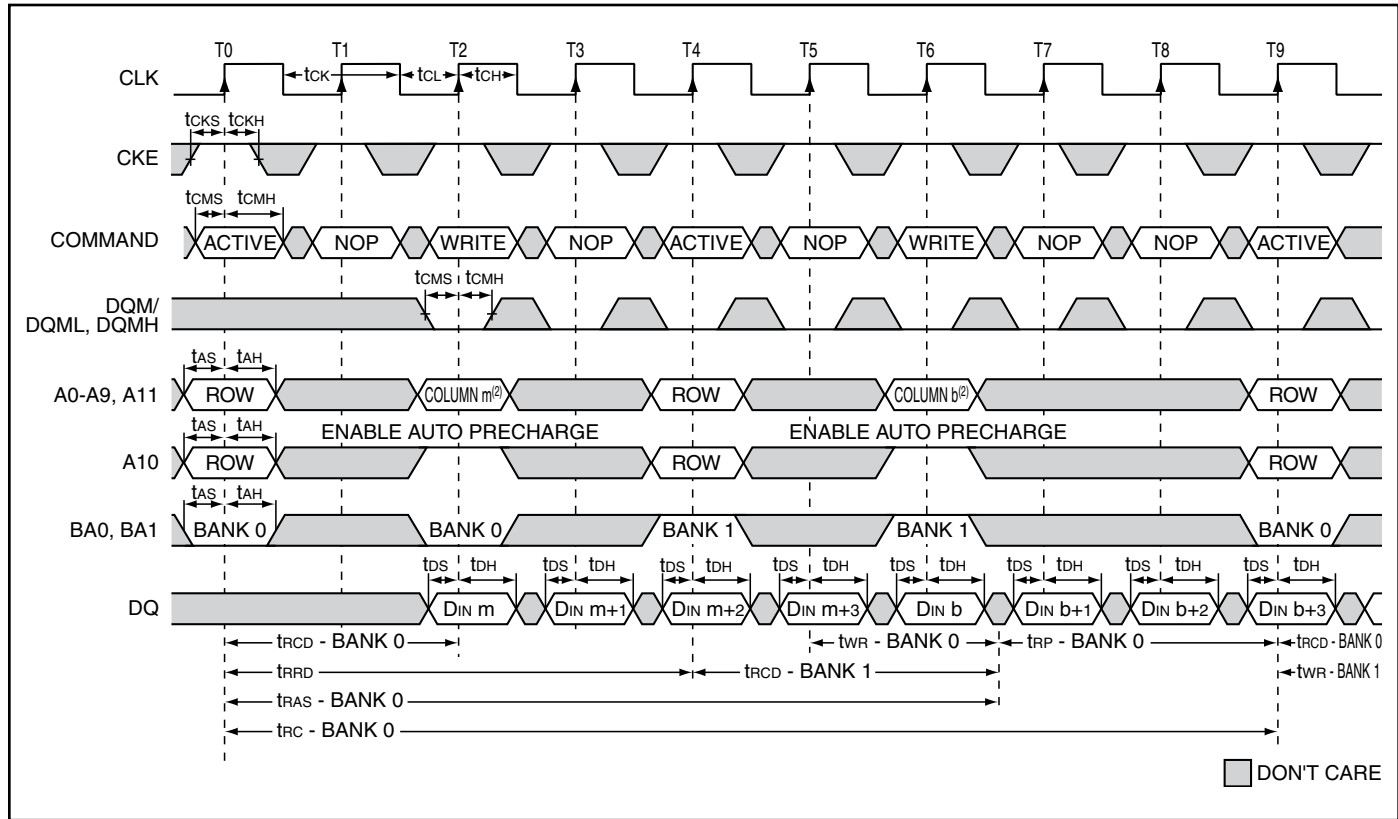 T0 T1 T2 T3 T4 T5 T6 T7 T8 T9
CLK tCK tCL tCH
tCKS tCKH
CKE
tCMS tCMH
COMMAND ACTIVE NOP WRITE NOP ACTIVE NOP WRITE NOP NOP ACTIVE
tCMS tCMH
DQM/
DQML, DQMH
tAS tAH
A0-A9, A11 ROW COLUMN m(2) ROW COLUMN b(2) ROW
tAS tAH ENABLE AUTO PRECHARGE ENABLE AUTO PRECHARGE
A10 ROW ROW ROW
tAS tAH
BA0, BA1 BANK 0 BANK 0 BANK 1 BANK 1 BANK 0
tDS tDH tDS tDH tDS tDH tDS tDH tDS tDH tDS tDH tDS tDH tDS tDH
DQ DIN m DIN m+1 DIN m+2 DIN m+3 DIN b DIN b+1 DIN b+2 DIN b+3
tRCD - BANK 0 tWR - BANK 0 tRP - BANK 0 tRCD - BANK 0
tRRD tRCD - BANK 1 tWR - BANK 1
tRAS - BANK 0
tRC - BANK 0
DON'T CARE